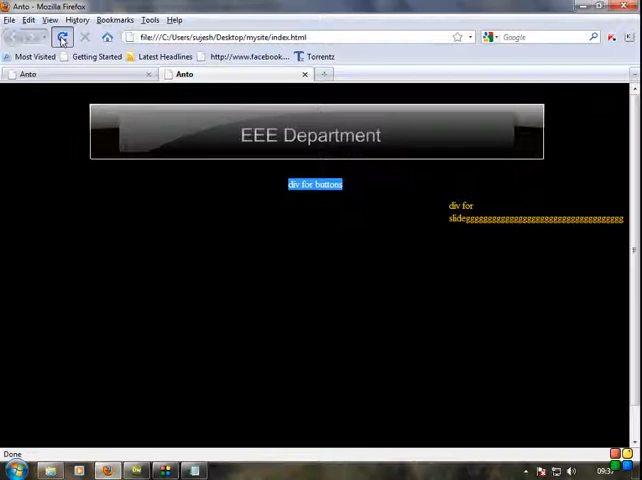 Anto - Mozilla Firefox
File Edit View History Bookmarks Tools Help
file:///C:/Users/sujesh/Desktop/mysite/index.html
Google
Most Visited Getting Started Latest Headlines http://www.facebook.... Torrentz
Anto
Anto
EEE Department
div for buttons
div for
slidegggggggggggggggggggggggggggggggggggg
Done